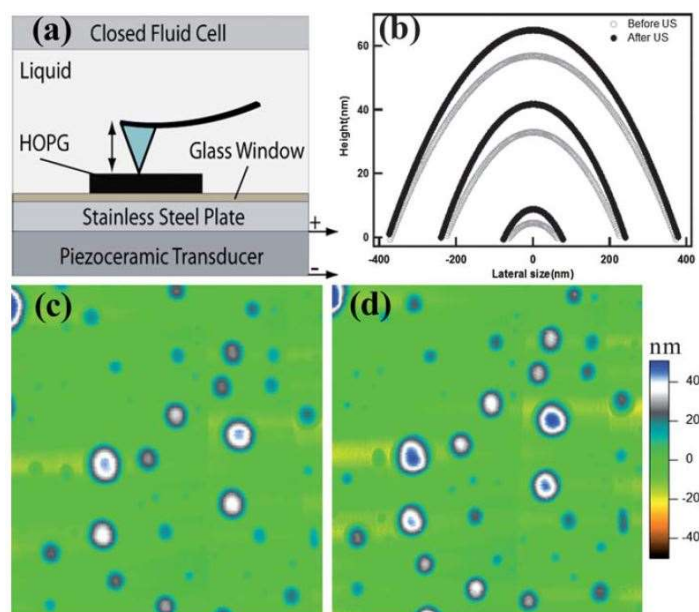 (a)
Closed Fluid Cell
Liquid
HOPG
Glass Window
Stainless Steel Plate
+
Piezoceramic Transducer
-
(b)
Before US
After US
Height(nm)
60
40
20
0
-400
-200
0
200
400
Lateral size(nm)
(c)
(d)
nm
40
20
0
-20
-40